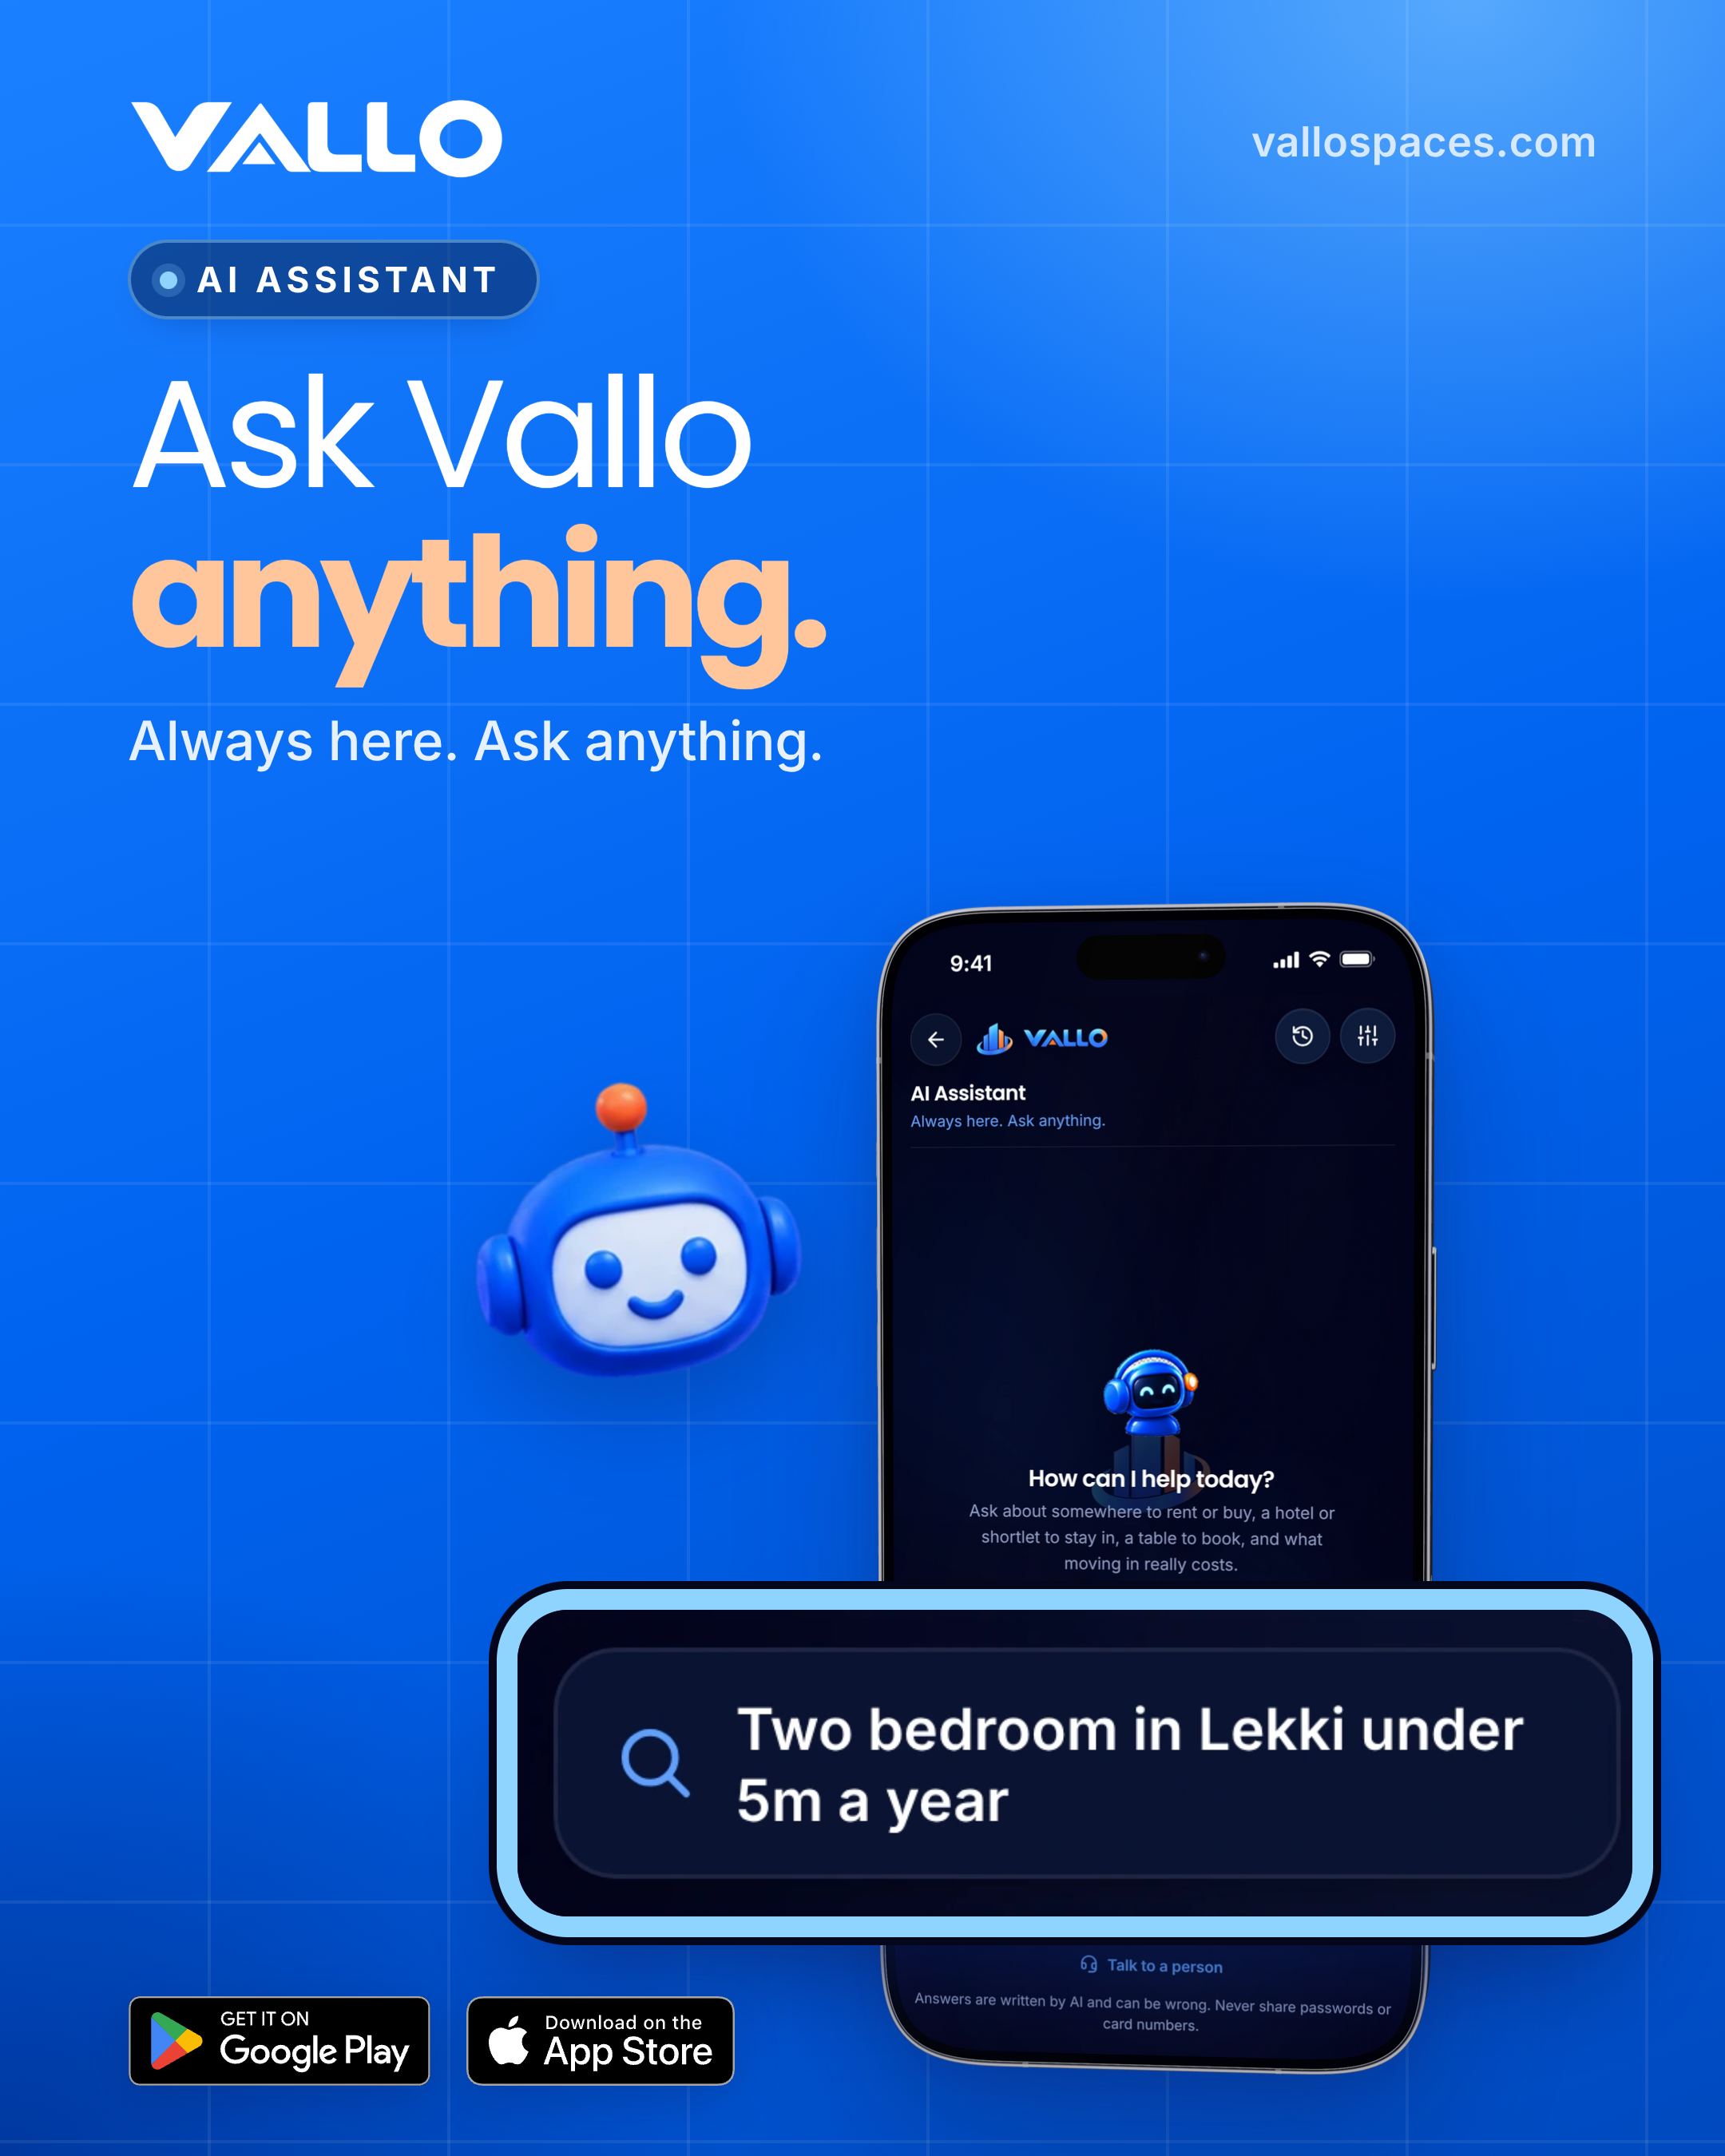 VALLO
vallospaces.com
AI ASSISTANT
Ask Vallo
anything.
Always here. Ask anything.
9:41
VALLO
AI Assistant
Always here. Ask anything.
How can I help today?
Ask about somewhere to rent or buy, a hotel or
shortlet to stay in, a table to book, and what
moving in really costs.
Two bedroom in Lekki under
5m a year
Talk to a person
Answers are written by AI and can be wrong. Never share passwords or
card numbers.
GET IT ON
Google Play
Download on the
App Store